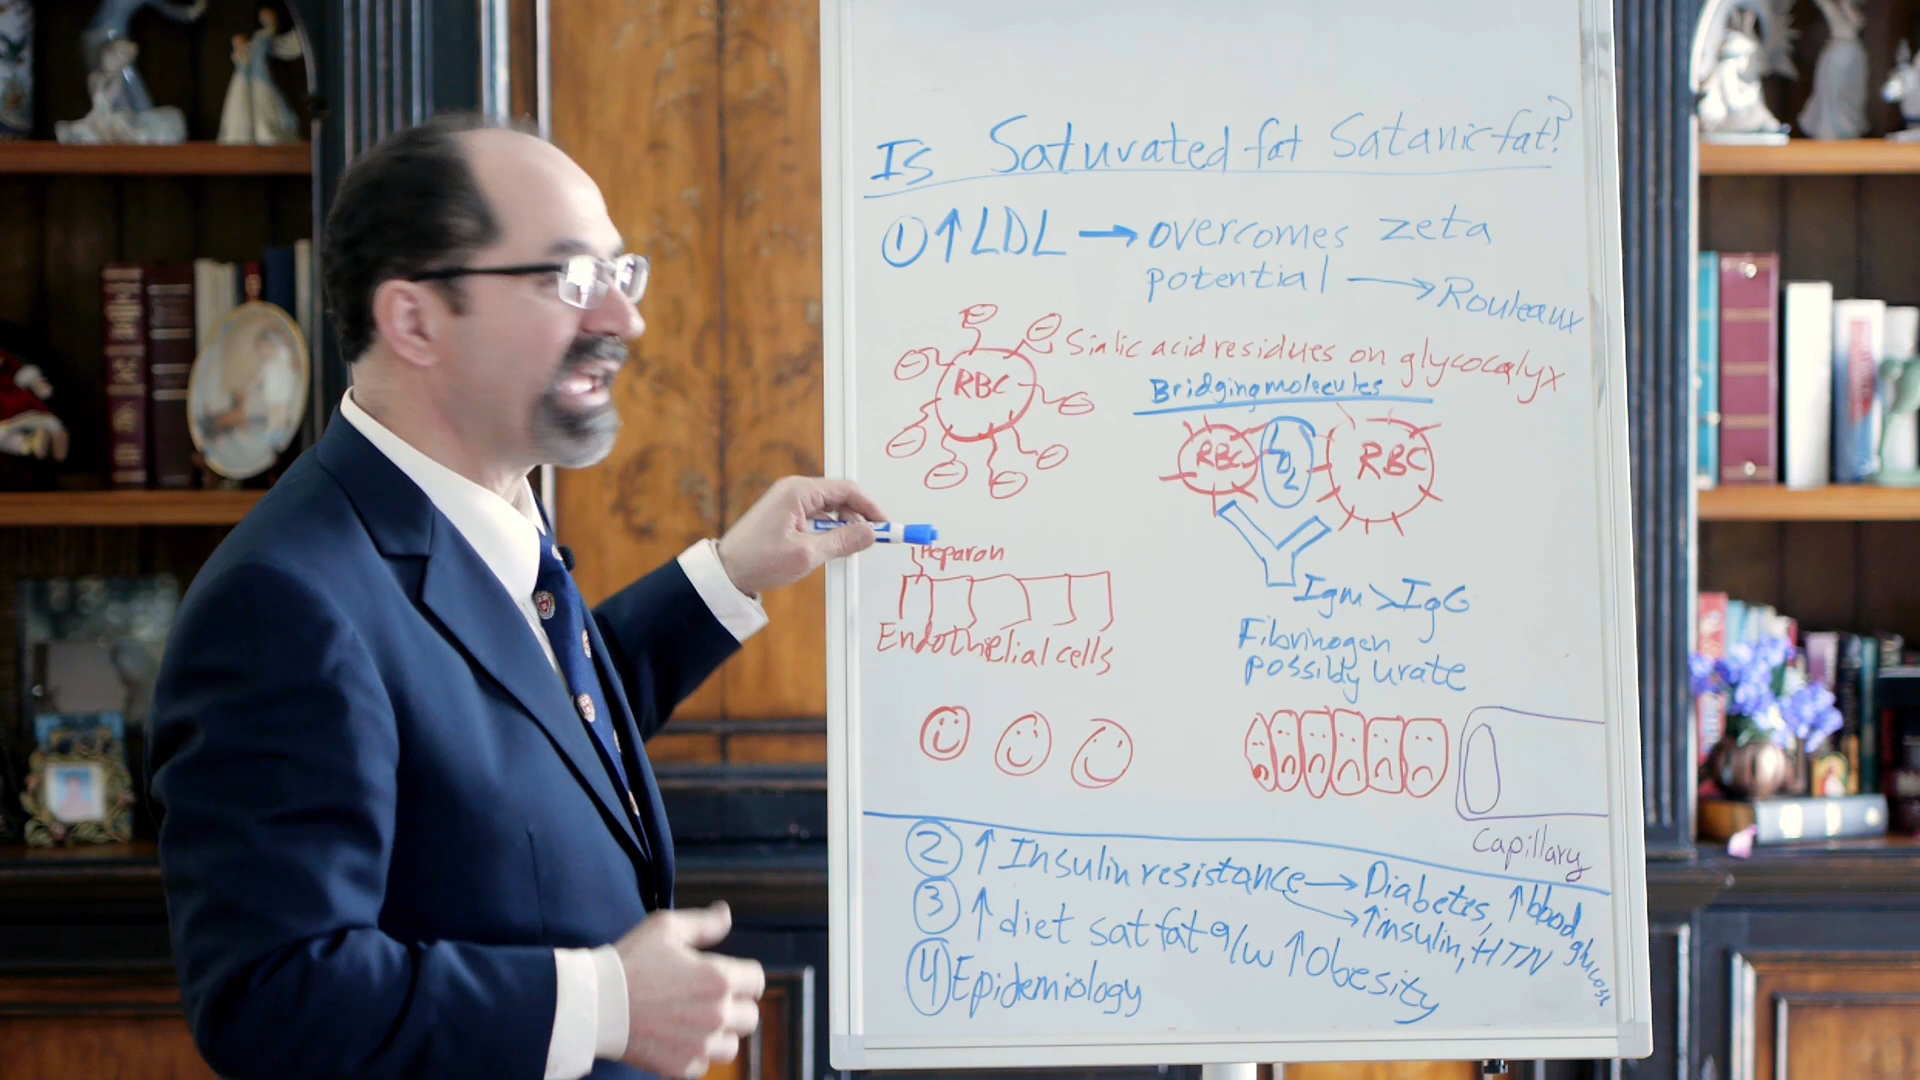 Is Saturated fat Satanic fat?
① ↑LDL → overcomes zeta
potential → Rouleaux
Sialic acid residues on glycocalyx
Bridging molecules
RBC
RBC
RBC
IgM > IgG
Fibrinogen
possibly urate
Heparan
Endothelial cells
Capillary
② ↑ Insulin resistance → Diabetes, ↑ blood glucose
→ ↑insulin, HTN
③ ↑ diet sat fat a/w ↑ Obesity
④ Epidemiology